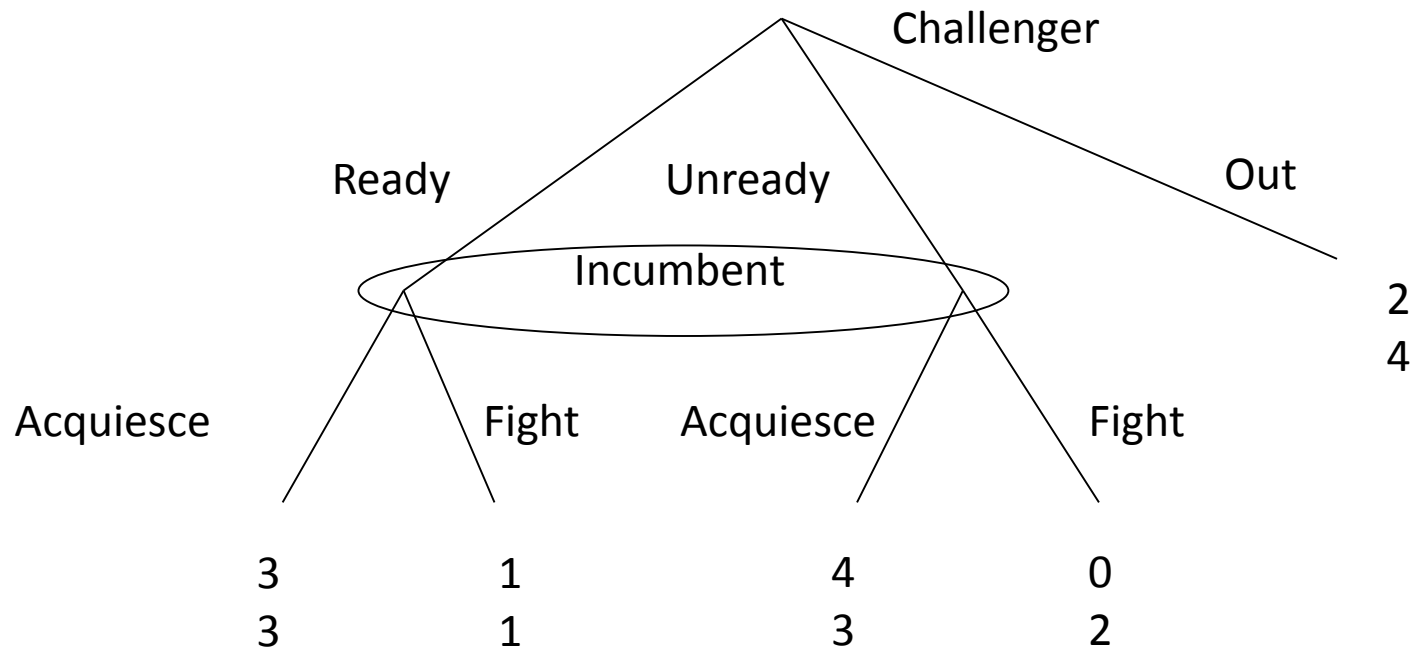 Challenger
Ready
Unready
Out
Incumbent
2
4
Acquiesce
Fight
Acquiesce
Fight
3 1 4 0
3 1 3 2